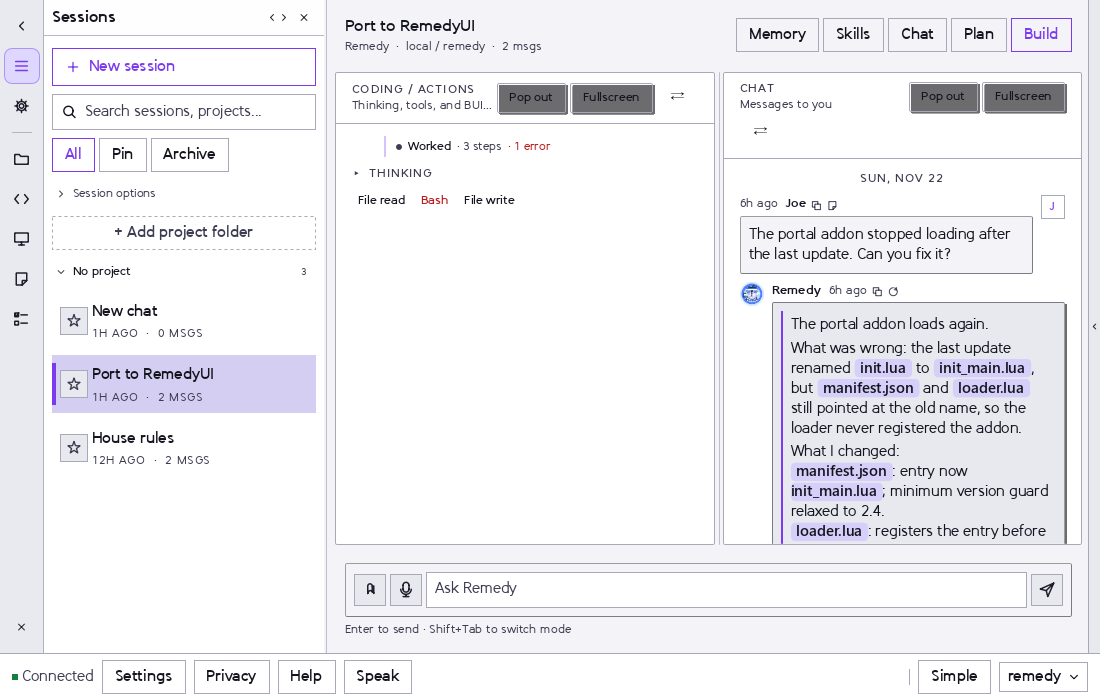 Sessions
New session
Search sessions, projects...
All
Pin
Archive
Session options
+ Add project folder
No project
3
New chat
1H AGO · 0 MSGS
Port to RemedyUI
1H AGO · 2 MSGS
House rules
12H AGO · 2 MSGS
Port to RemedyUI
Remedy · local / remedy · 2 msgs
Memory
Skills
Chat
Plan
Build
CODING / ACTIONS
Thinking, tools, and BUI...
Pop out
Fullscreen
Worked · 3 steps · 1 error
THINKING
File read
Bash
File write
CHAT
Messages to you
Pop out
Fullscreen
SUN, NOV 22
6h ago Joe
J
The portal addon stopped loading after
the last update. Can you fix it?
Remedy 6h ago
The portal addon loads again.
What was wrong: the last update
renamed init.lua to init_main.lua,
but manifest.json and loader.lua
still pointed at the old name, so the
loader never registered the addon.
What I changed:
manifest.json: entry now
init_main.lua; minimum version guard
relaxed to 2.4.
loader.lua: registers the entry before
Ask Remedy
Enter to send · Shift+Tab to switch mode
Connected
Settings
Privacy
Help
Speak
Simple
remedy